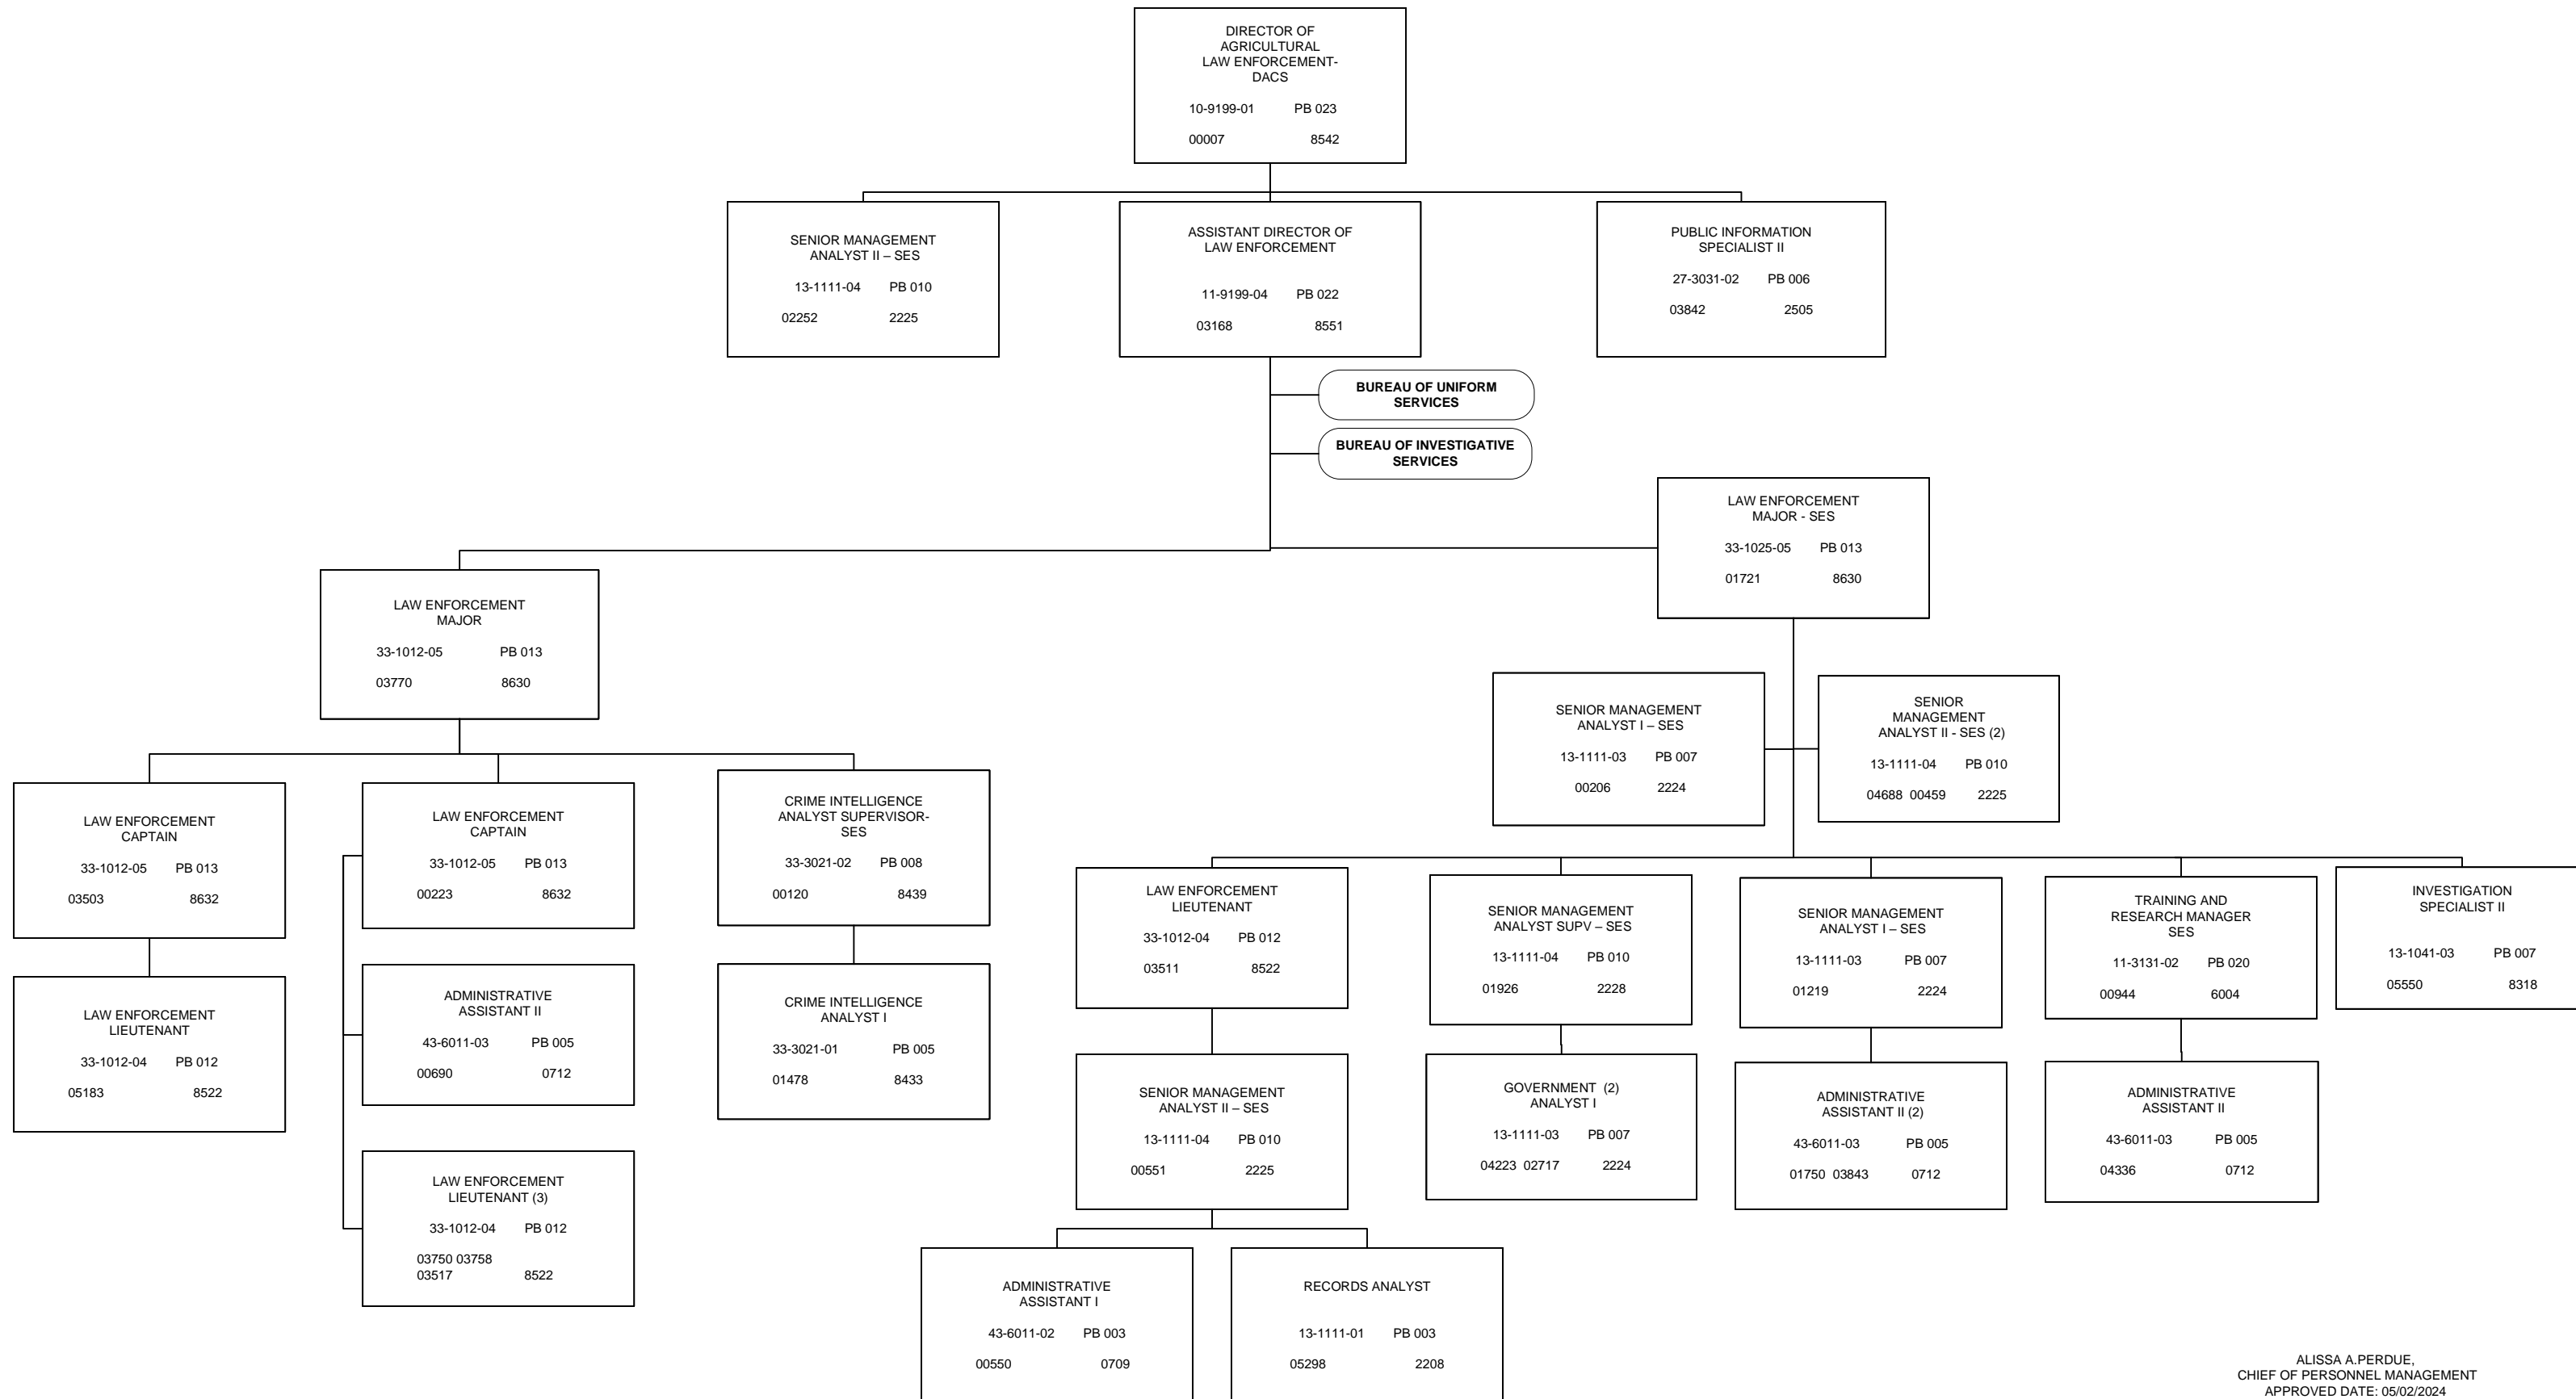 DIRECTOR OF
AGRICULTURAL
LAW ENFORCEMENT-
DACS
10-9199-01 PB 023
00007 8542
SENIOR MANAGEMENT
ANALYST II – SES
13-1111-04 PB 010
02252 2225
ASSISTANT DIRECTOR OF
LAW ENFORCEMENT
11-9199-04 PB 022
03168 8551
PUBLIC INFORMATION
SPECIALIST II
27-3031-02 PB 006
03842 2505
BUREAU OF UNIFORM
SERVICES
BUREAU OF INVESTIGATIVE
SERVICES
LAW ENFORCEMENT
MAJOR - SES
33-1025-05 PB 013
01721 8630
LAW ENFORCEMENT
MAJOR
33-1012-05 PB 013
03770 8630
SENIOR MANAGEMENT
ANALYST I – SES
13-1111-03 PB 007
00206 2224
SENIOR
MANAGEMENT
ANALYST II - SES (2)
13-1111-04 PB 010
04688 00459 2225
LAW ENFORCEMENT
CAPTAIN
33-1012-05 PB 013
03503 8632
LAW ENFORCEMENT
CAPTAIN
33-1012-05 PB 013
00223 8632
CRIME INTELLIGENCE
ANALYST SUPERVISOR-
SES
33-3021-02 PB 008
00120 8439
LAW ENFORCEMENT
LIEUTENANT
33-1012-04 PB 012
03511 8522
SENIOR MANAGEMENT
ANALYST SUPV – SES
13-1111-04 PB 010
01926 2228
SENIOR MANAGEMENT
ANALYST I – SES
13-1111-03 PB 007
01219 2224
TRAINING AND
RESEARCH MANAGER
SES
11-3131-02 PB 020
00944 6004
INVESTIGATION
SPECIALIST II
13-1041-03 PB 007
05550 8318
LAW ENFORCEMENT
LIEUTENANT
33-1012-04 PB 012
05183 8522
ADMINISTRATIVE
ASSISTANT II
43-6011-03 PB 005
00690 0712
CRIME INTELLIGENCE
ANALYST I
33-3021-01 PB 005
01478 8433
SENIOR MANAGEMENT
ANALYST II – SES
13-1111-04 PB 010
00551 2225
GOVERNMENT (2)
ANALYST I
13-1111-03 PB 007
04223 02717 2224
ADMINISTRATIVE
ASSISTANT II (2)
43-6011-03 PB 005
01750 03843 0712
ADMINISTRATIVE
ASSISTANT II
43-6011-03 PB 005
04336 0712
LAW ENFORCEMENT
LIEUTENANT (3)
33-1012-04 PB 012
03750 03758
03517 8522
ADMINISTRATIVE
ASSISTANT I
43-6011-02 PB 003
00550 0709
RECORDS ANALYST
13-1111-01 PB 003
05298 2208
ALISSA A.PERDUE,
CHIEF OF PERSONNEL MANAGEMENT
APPROVED DATE: 05/02/2024